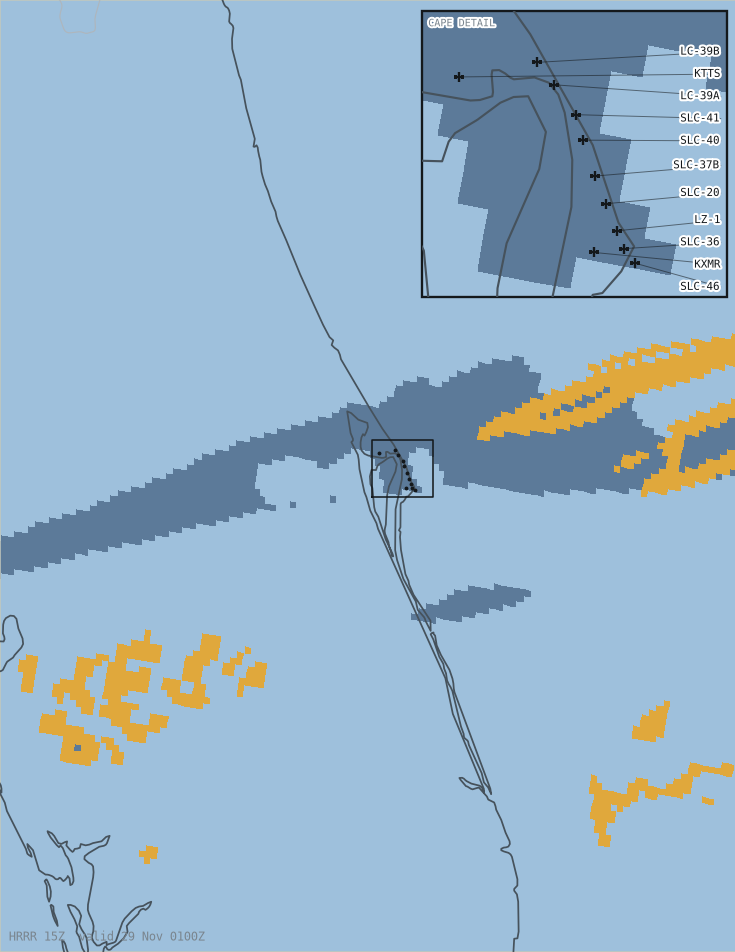 CAPE DETAIL
LC-39B
KTTS
LC-39A
SLC-41
SLC-40
SLC-37B
SLC-20
LZ-1
SLC-36
KXMR
SLC-46
HRRR 15Z  valid 29 Nov 0100Z